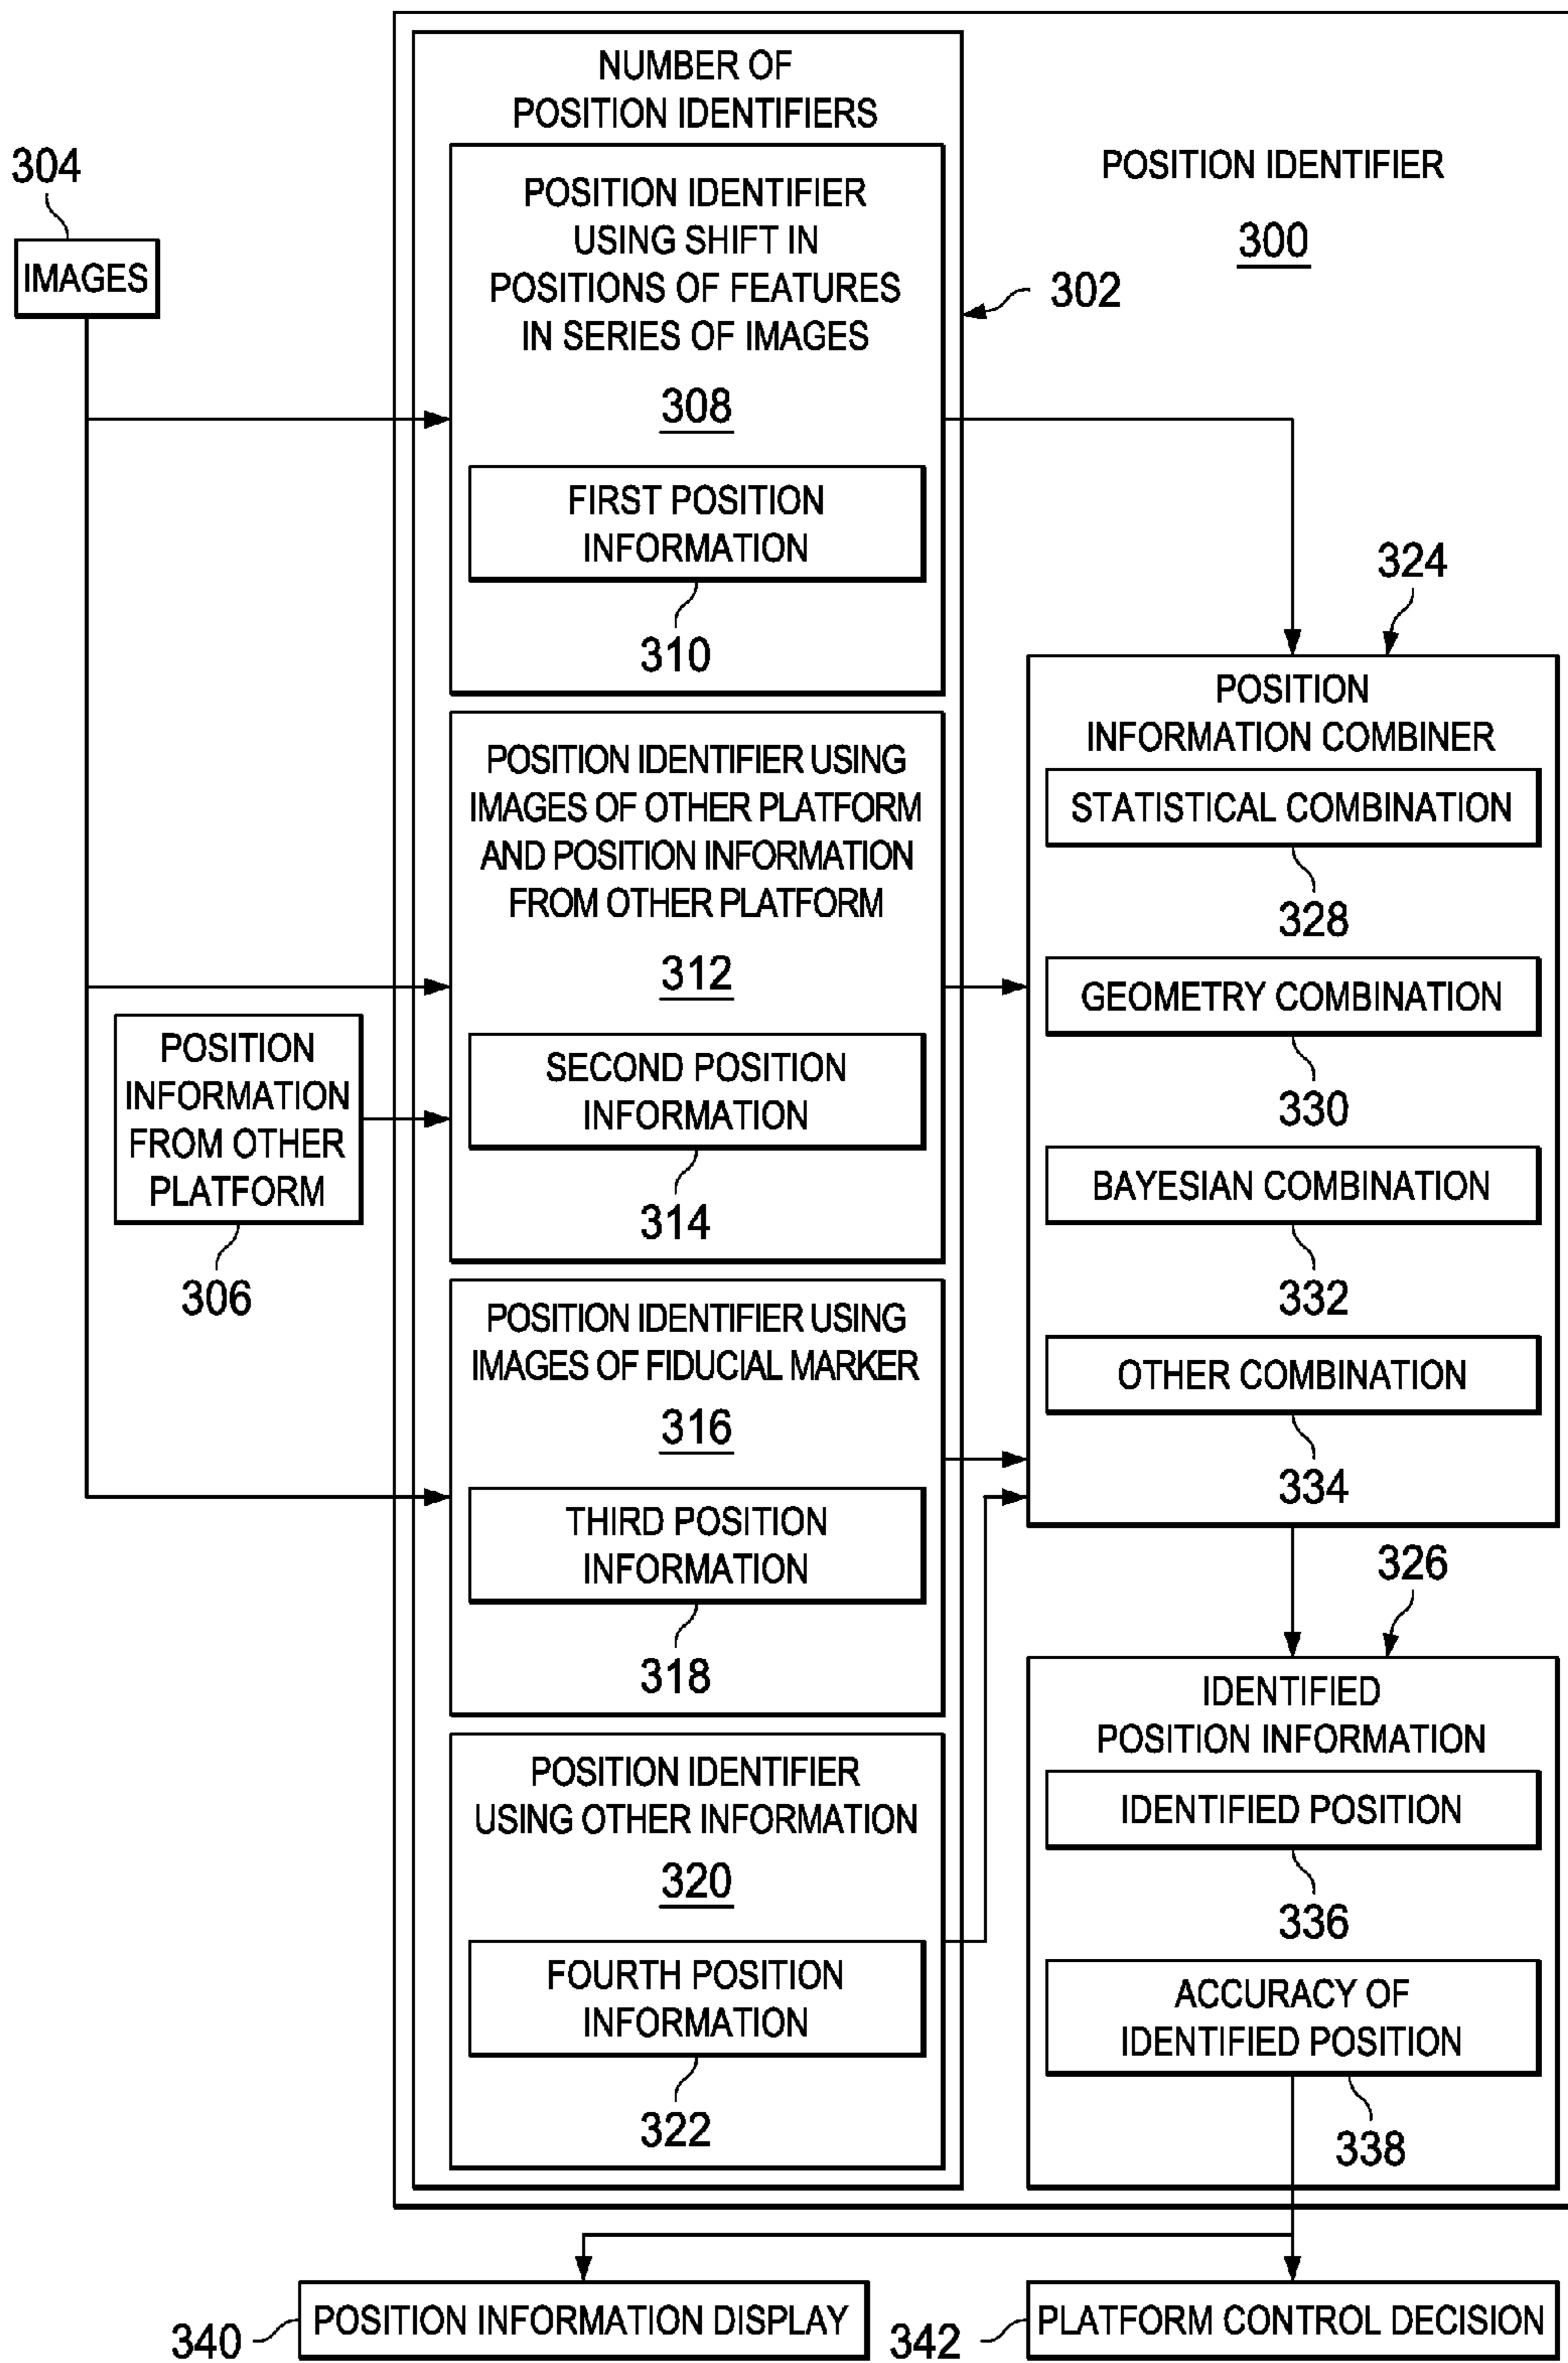 NUMBER OF
POSITION IDENTIFIERS
304
IMAGES
POSITION IDENTIFIER
USING SHIFT IN
POSITIONS OF FEATURES
IN SERIES OF IMAGES
308
FIRST POSITION
INFORMATION
310
POSITION IDENTIFIER
300
302
POSITION IDENTIFIER USING
IMAGES OF OTHER PLATFORM
AND POSITION INFORMATION
FROM OTHER PLATFORM
312
SECOND POSITION
INFORMATION
314
POSITION
INFORMATION
FROM OTHER
PLATFORM
306
POSITION IDENTIFIER USING
IMAGES OF FIDUCIAL MARKER
316
THIRD POSITION
INFORMATION
318
POSITION IDENTIFIER
USING OTHER INFORMATION
320
FOURTH POSITION
INFORMATION
322
324
POSITION
INFORMATION COMBINER
STATISTICAL COMBINATION
328
GEOMETRY COMBINATION
330
BAYESIAN COMBINATION
332
OTHER COMBINATION
334
326
IDENTIFIED
POSITION INFORMATION
IDENTIFIED POSITION
336
ACCURACY OF
IDENTIFIED POSITION
338
340
POSITION INFORMATION DISPLAY
342
PLATFORM CONTROL DECISION